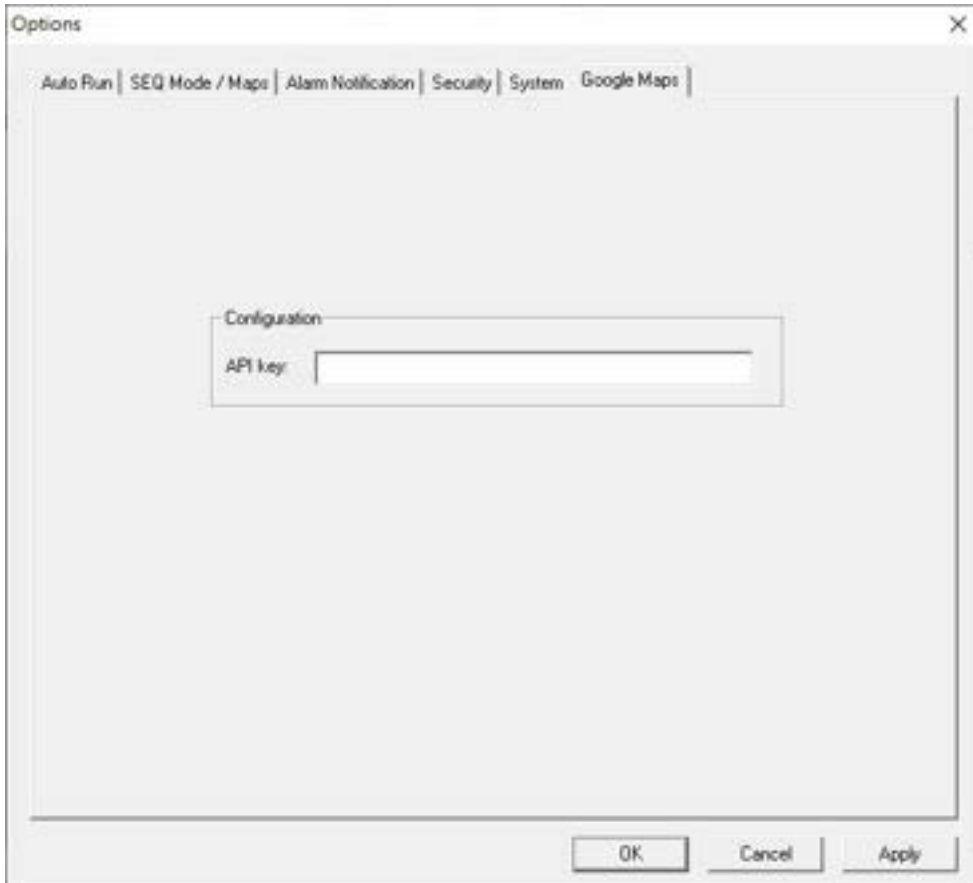 Options
Auto Run SEQ Mode / Maps Alarm Notification Security System Google Maps
Configuration
API key:
OK Cancel Apply